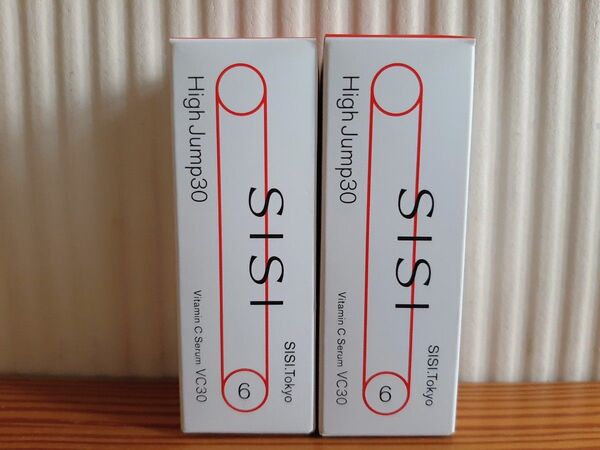 High Jump30
SISI
Vitamin C Serum VC30
SISI.Tokyo
6
High Jump30
SISI
Vitamin C Serum VC30
SISI.Tokyo
6